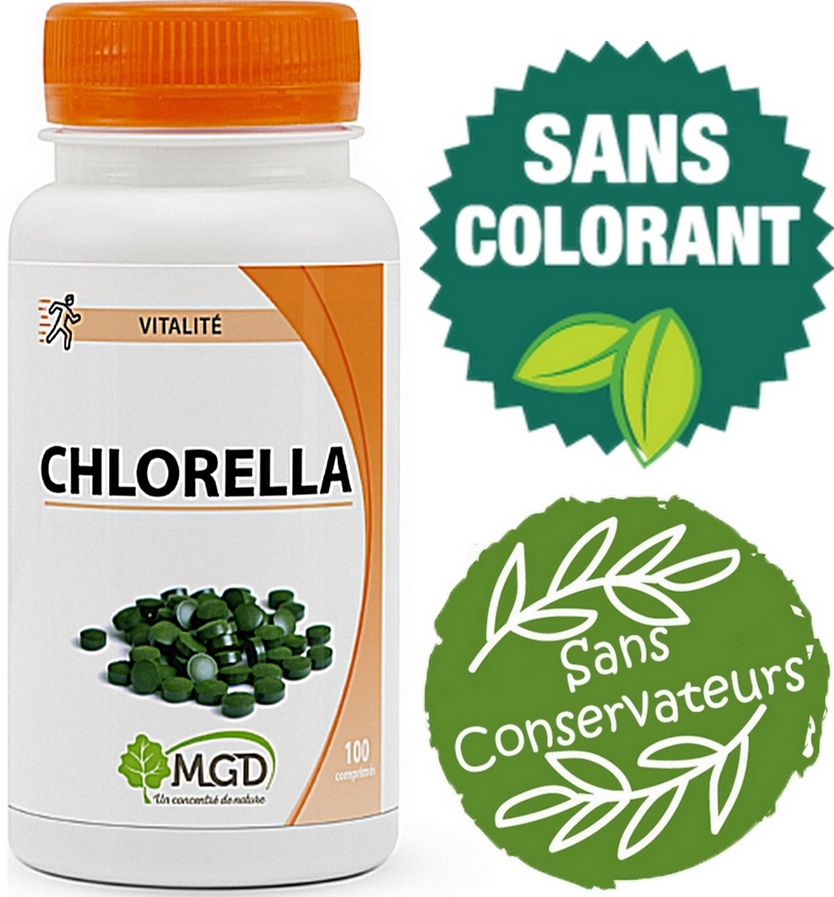 VITALITÉ
CHLORELLA
MGD
Un concentré de nature
100
comprimés
SANS
COLORANT
Sans
Conservateurs